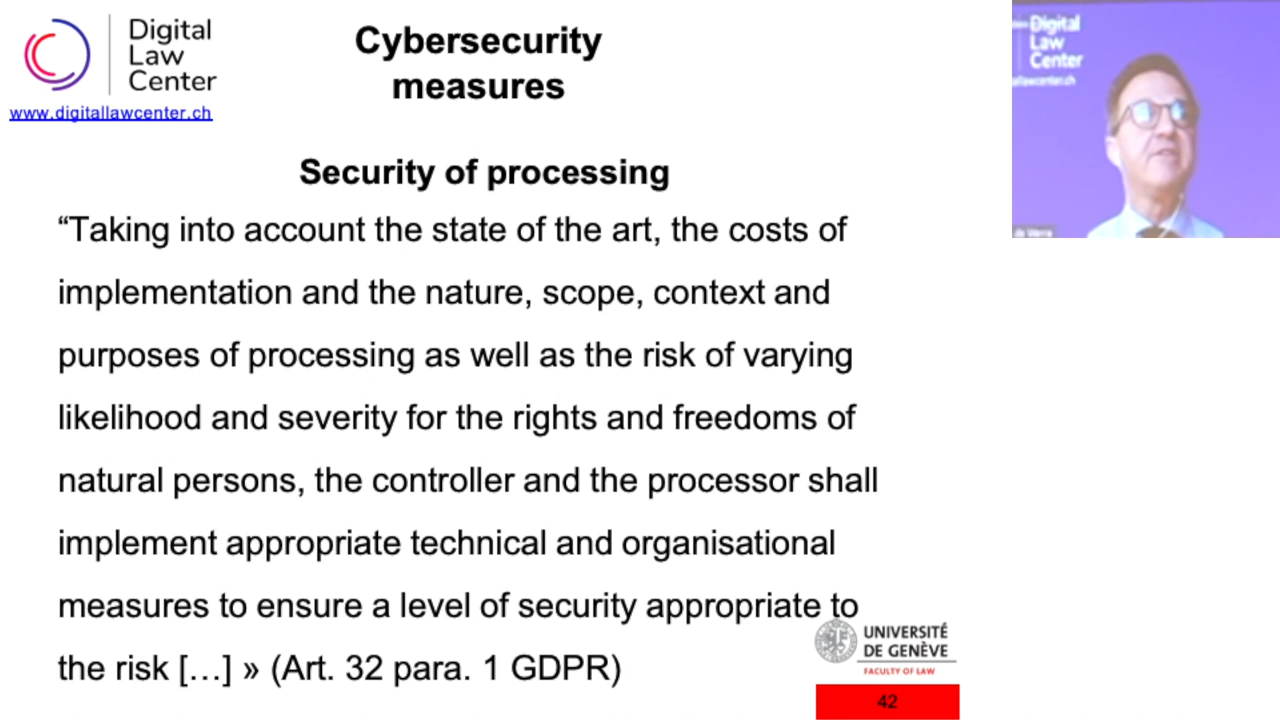 Digital
Law
Center
www.digitallawcenter.ch
Cybersecurity
measures
Security of processing
“Taking into account the state of the art, the costs of
implementation and the nature, scope, context and
purposes of processing as well as the risk of varying
likelihood and severity for the rights and freedoms of
natural persons, the controller and the processor shall
implement appropriate technical and organisational
measures to ensure a level of security appropriate to
the risk […] » (Art. 32 para. 1 GDPR)
UNIVERSITÉ
DE GENÈVE
FACULTY OF LAW
42
Digital
Law
Center